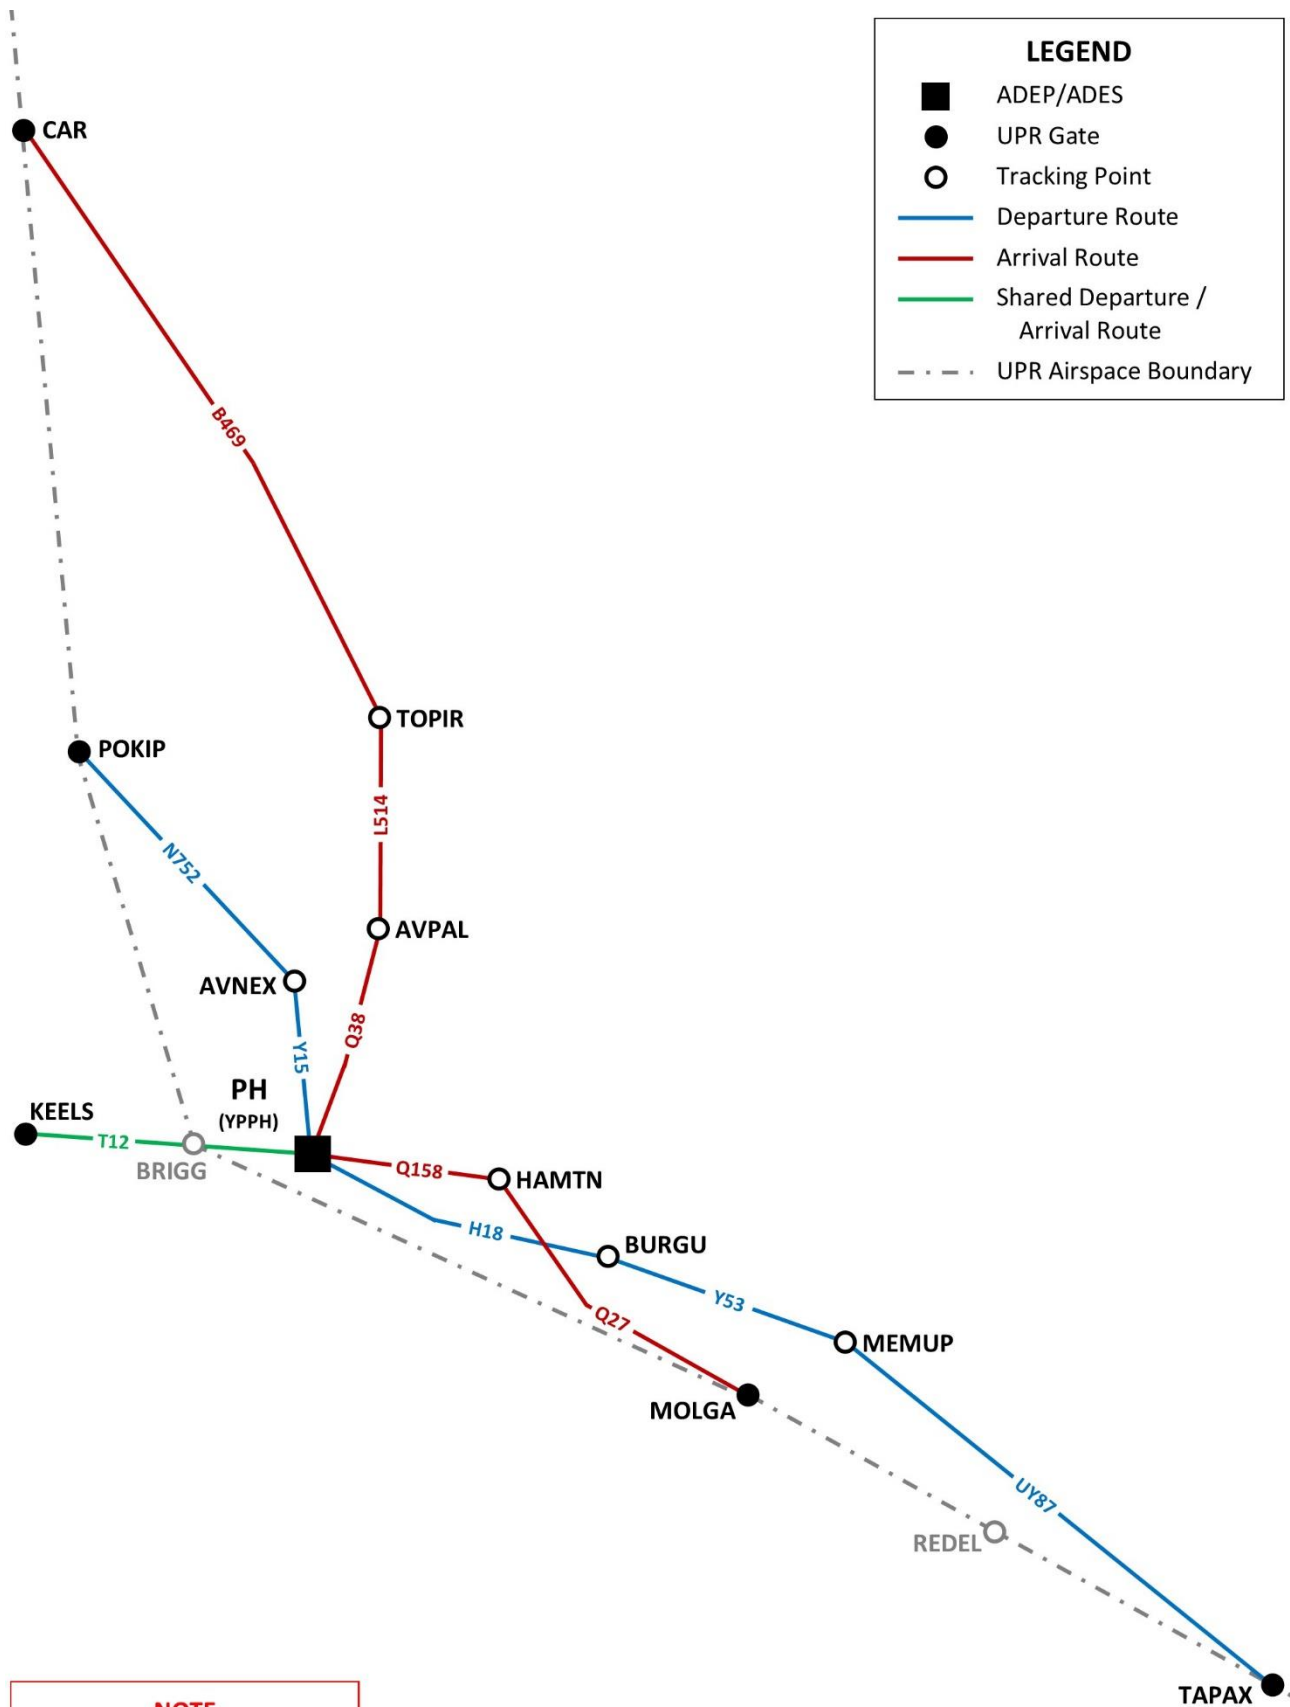 LEGEND
ADEP/ADES
UPR Gate
Tracking Point
Departure Route
Arrival Route
Shared Departure /
Arrival Route
UPR Airspace Boundary
CAR
B469
TOPIR
POKIP
L514
N752
AVPAL
AVNEX
Q38
Y15
PH
(YPPH)
KEELS
T12
BRIGG
Q158
HAMTN
H18
BURGU
Y53
Q27
MEMUP
MOLGA
UY87
REDEL
TAPAX
NOTE